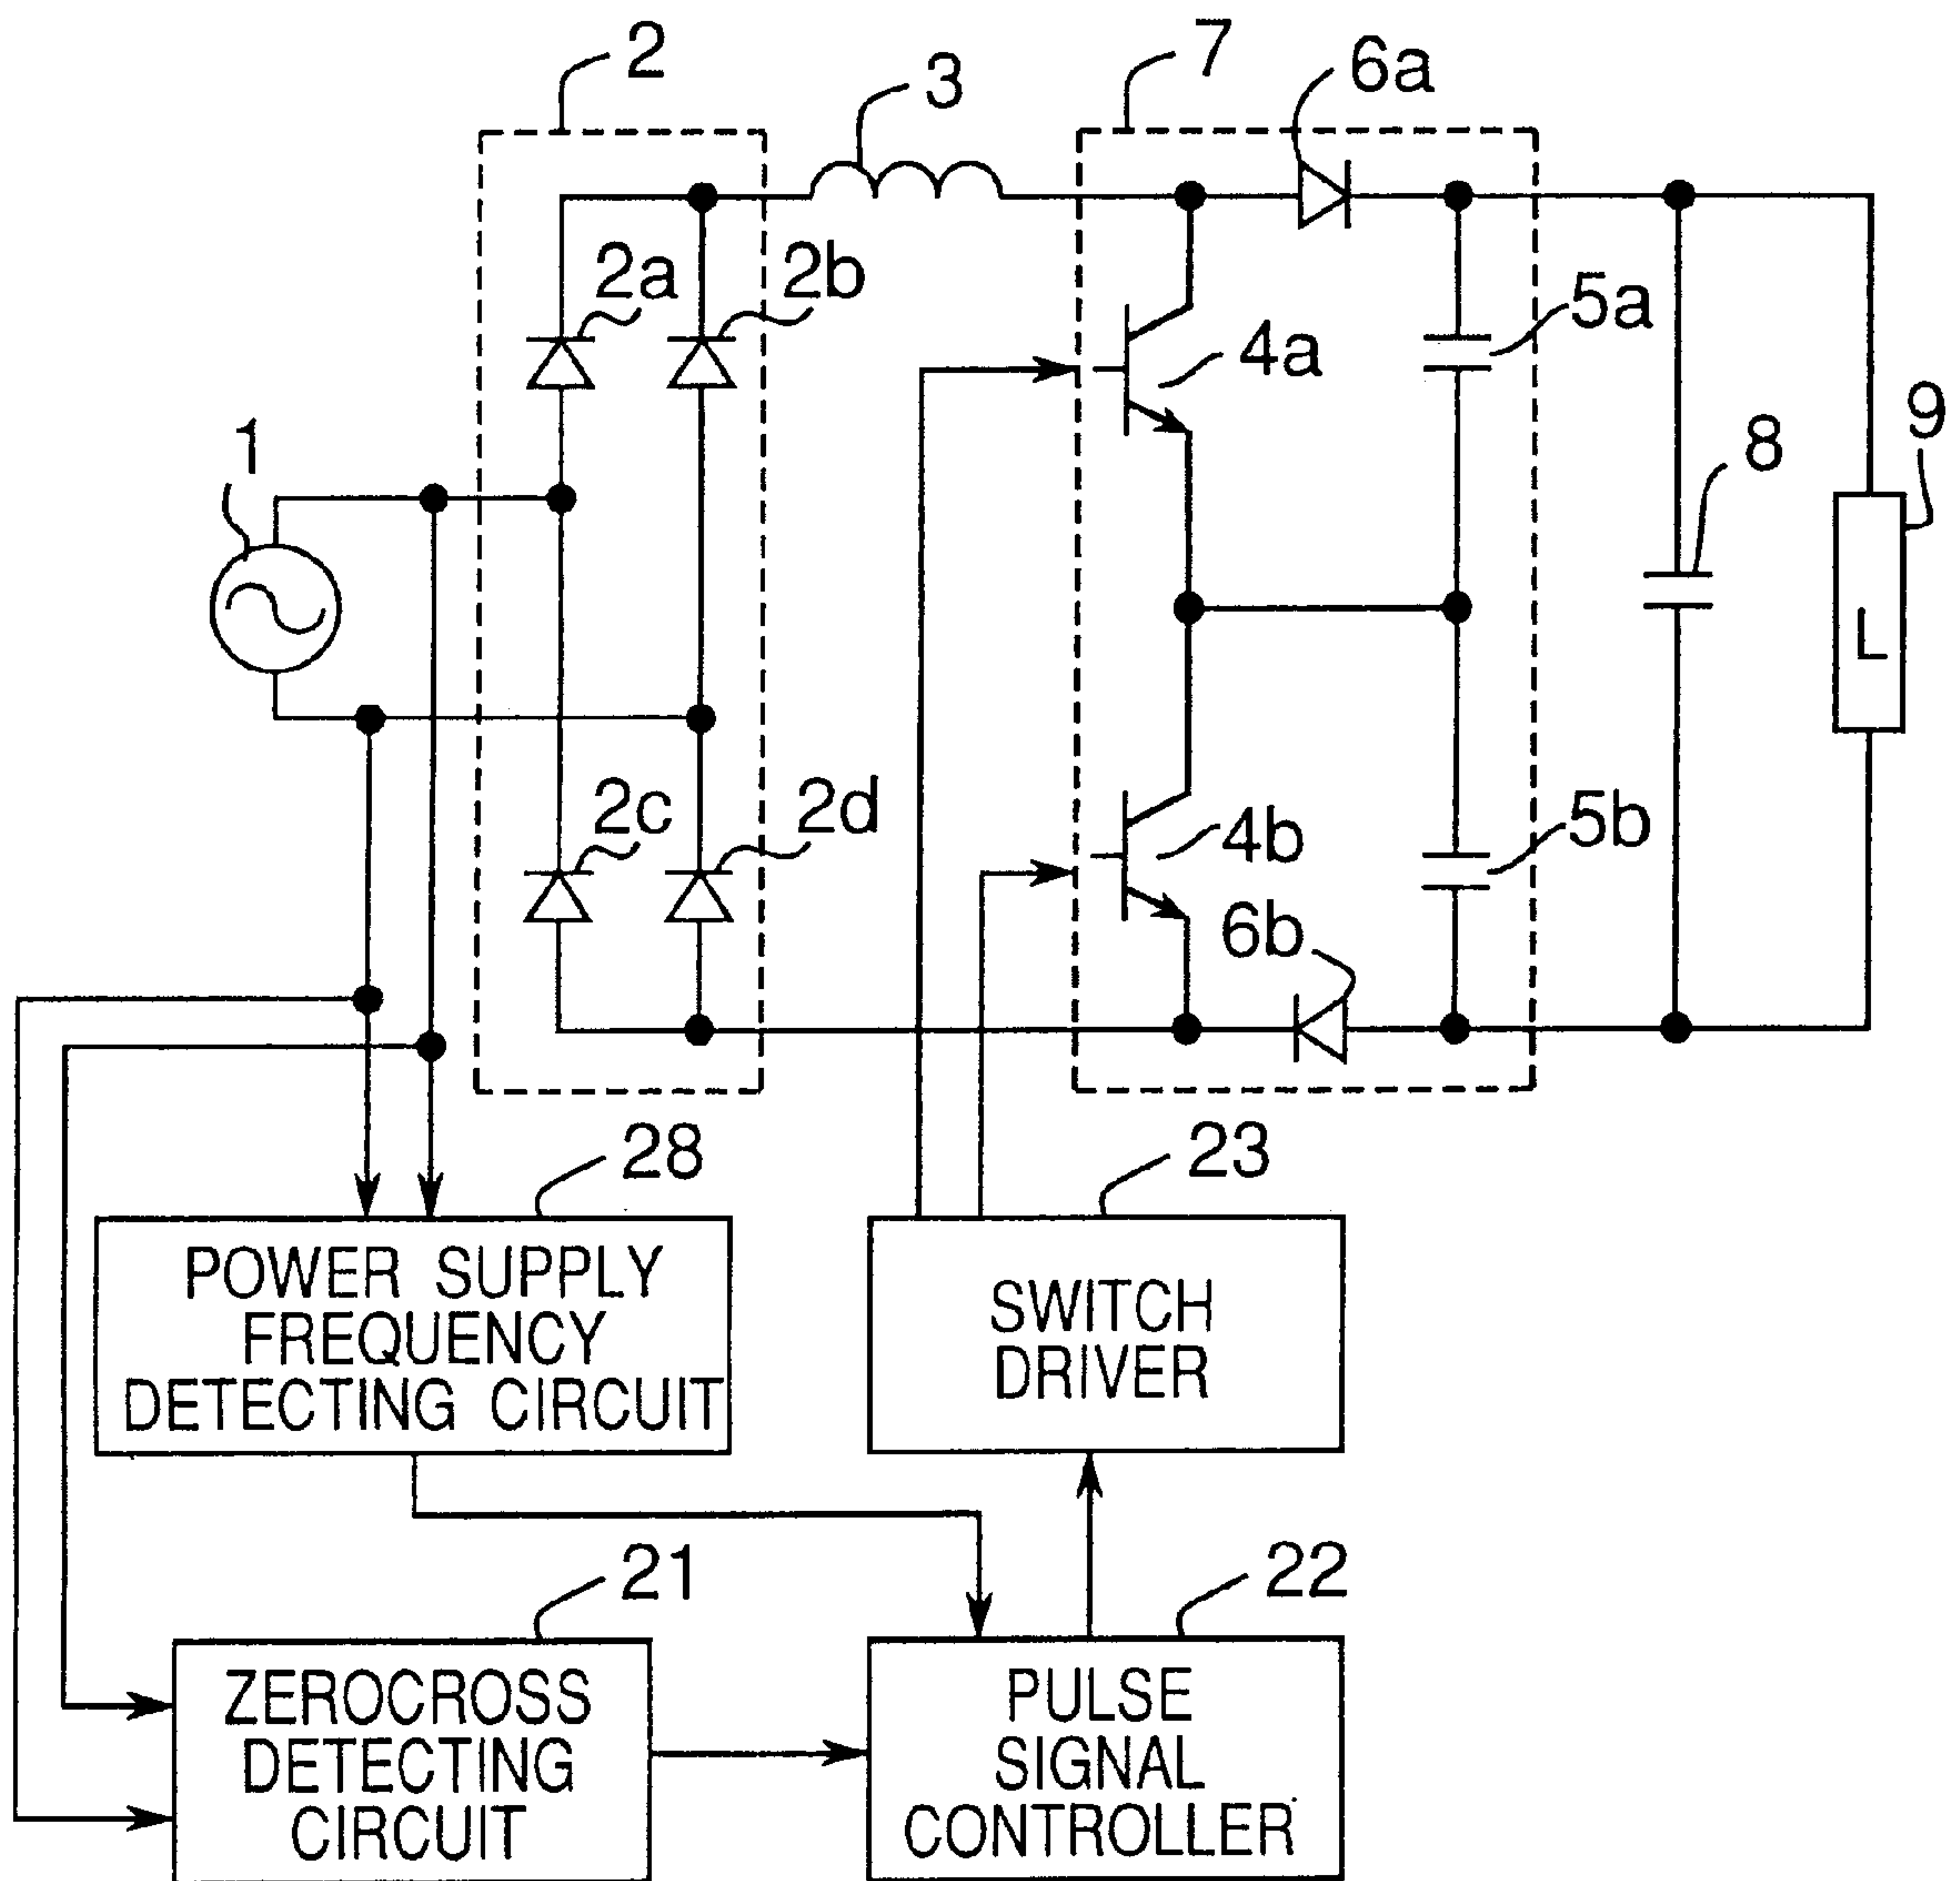 2
3
7
6a
2a
2b
5a
4a
9
1
8
L
2c
2d
4b
5b
6b
28
23
POWER SUPPLY
FREQUENCY
DETECTING CIRCUIT
SWITCH
DRIVER
21
22
ZEROCROSS
DETECTING
CIRCUIT
PULSE
SIGNAL
CONTROLLER